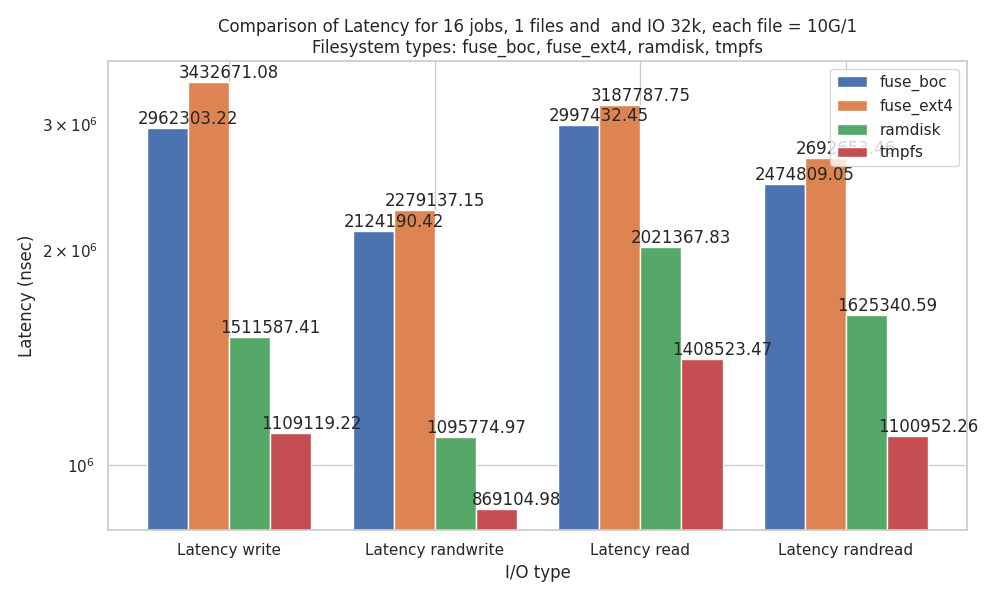 Comparison of Latency for 16 jobs, 1 files and  and IO 32k, each file = 10G/1
Filesystem types: fuse_boc, fuse_ext4, ramdisk, tmpfs
Latency (nsec)
3 × 10⁶
2 × 10⁶
10⁶
2962303.22
3432671.08
1511587.41
1109119.22
2124190.42
2279137.15
1095774.97
869104.98
2997432.45
3187787.75
2021367.83
1408523.47
2474809.05
1625340.59
1100952.26
fuse_boc
fuse_ext4
ramdisk
tmpfs
Latency write
Latency randwrite
Latency read
Latency randread
I/O type